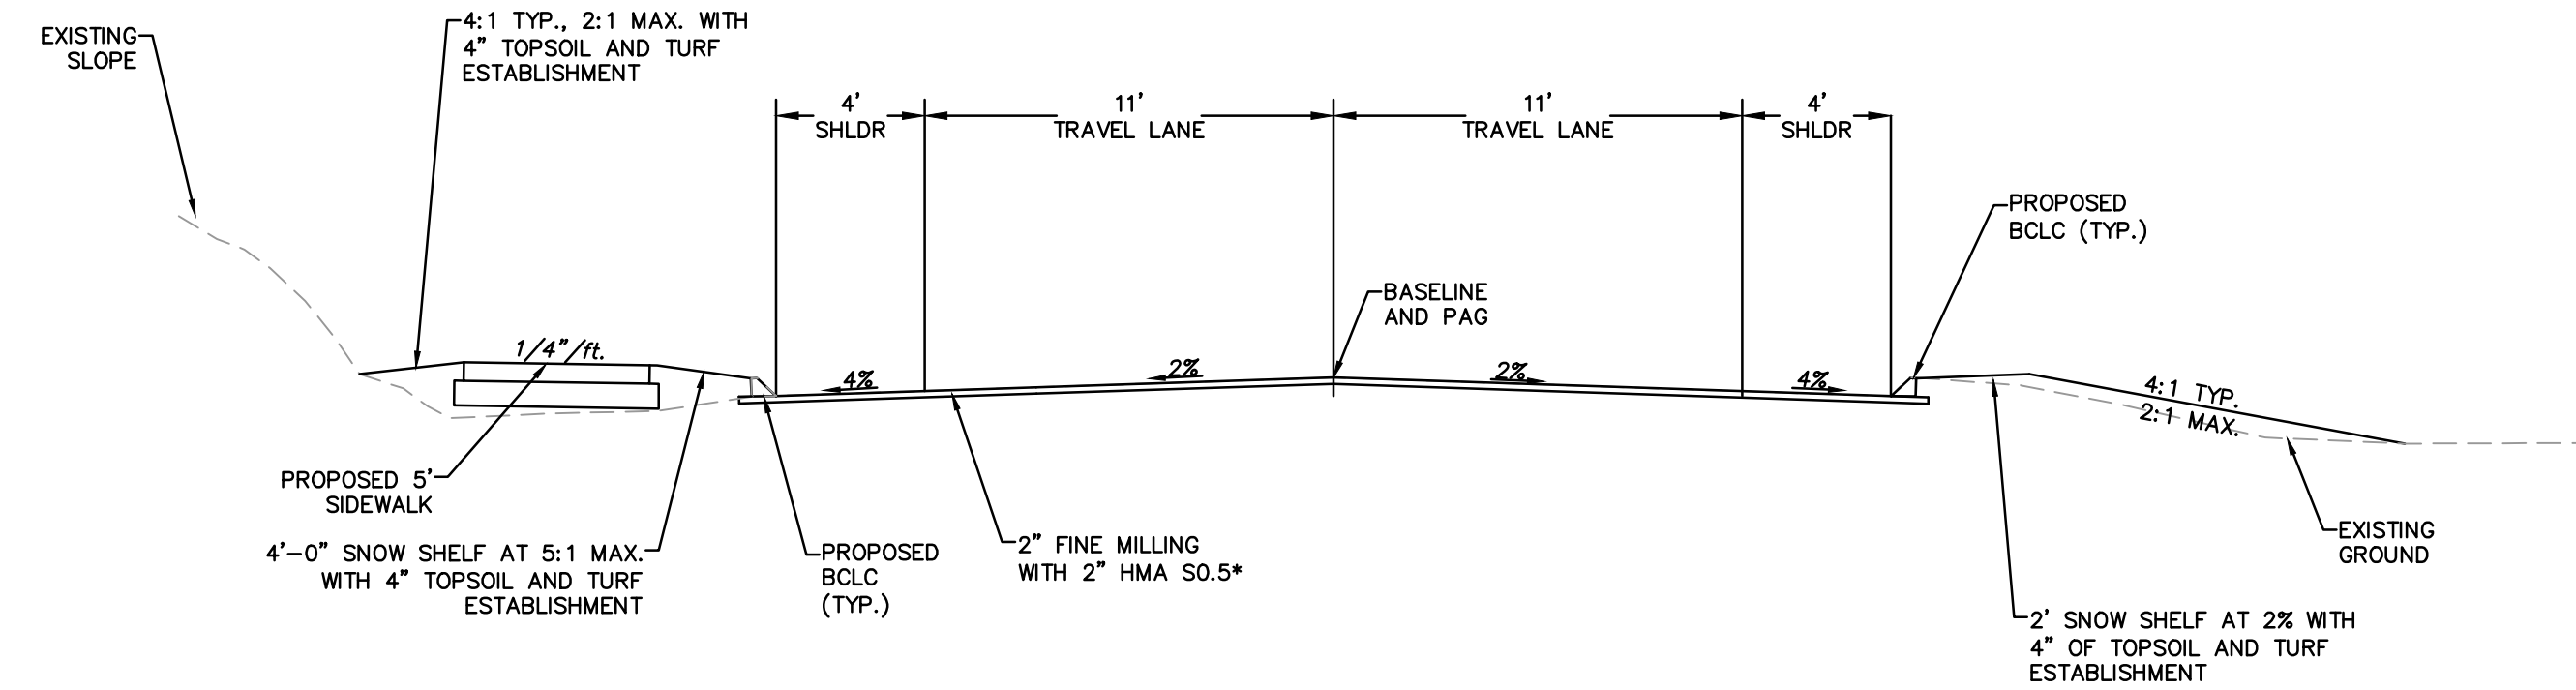 EXISTING
SLOPE
4:1 TYP., 2:1 MAX. WITH
4" TOPSOIL AND TURF
ESTABLISHMENT
4'
SHLDR
11'
TRAVEL LANE
11'
TRAVEL LANE
4'
SHLDR
PROPOSED
BCLC (TYP.)
BASELINE
AND PAG
1/4"/ft.
4%
2%
2%
4%
4:1 TYP.
2:1 MAX.
PROPOSED 5'
SIDEWALK
4'-0" SNOW SHELF AT 5:1 MAX.
WITH 4" TOPSOIL AND TURF
ESTABLISHMENT
PROPOSED
BCLC
(TYP.)
2" FINE MILLING
WITH 2" HMA S0.5*
EXISTING
GROUND
2' SNOW SHELF AT 2% WITH
4" OF TOPSOIL AND TURF
ESTABLISHMENT